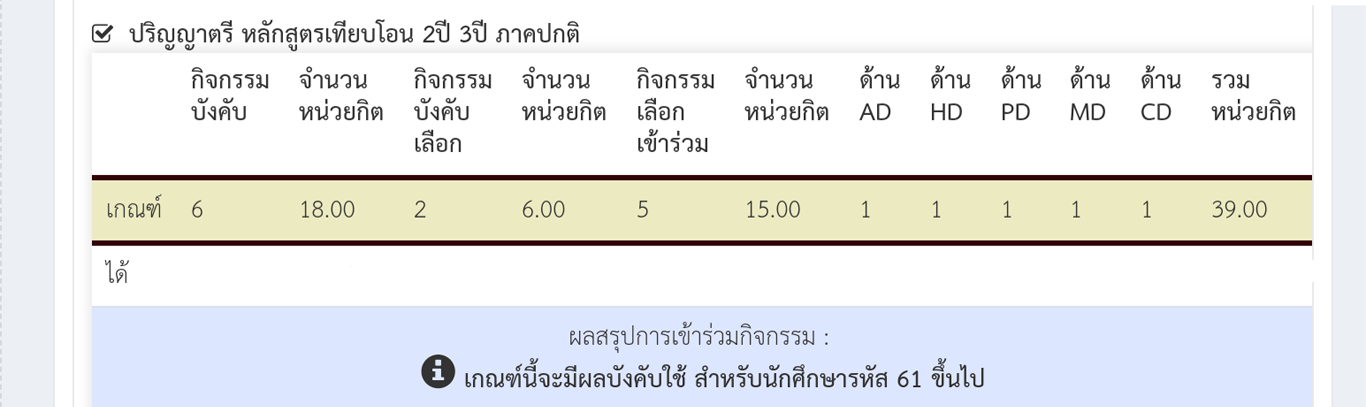 ปริญญาตรี หลักสูตรเทียบโอน 2ปี 3ปี ภาคปกติ
กิจกรรม จำนวน กิจกรรม จำนวน กิจกรรม จำนวน ด้าน ด้าน ด้าน ด้าน ด้าน รวม
บังคับ หน่วยกิต บังคับ หน่วยกิต เลือก หน่วยกิต AD HD PD MD CD หน่วยกิต
เลือก เข้าร่วม
เกณฑ์ 6 18.00 2 6.00 5 15.00 1 1 1 1 1 39.00
ได้
ผลสรุปการเข้าร่วมกิจกรรม :
เกณฑ์นี้จะมีผลบังคับใช้ สำหรับนักศึกษารหัส 61 ขึ้นไป